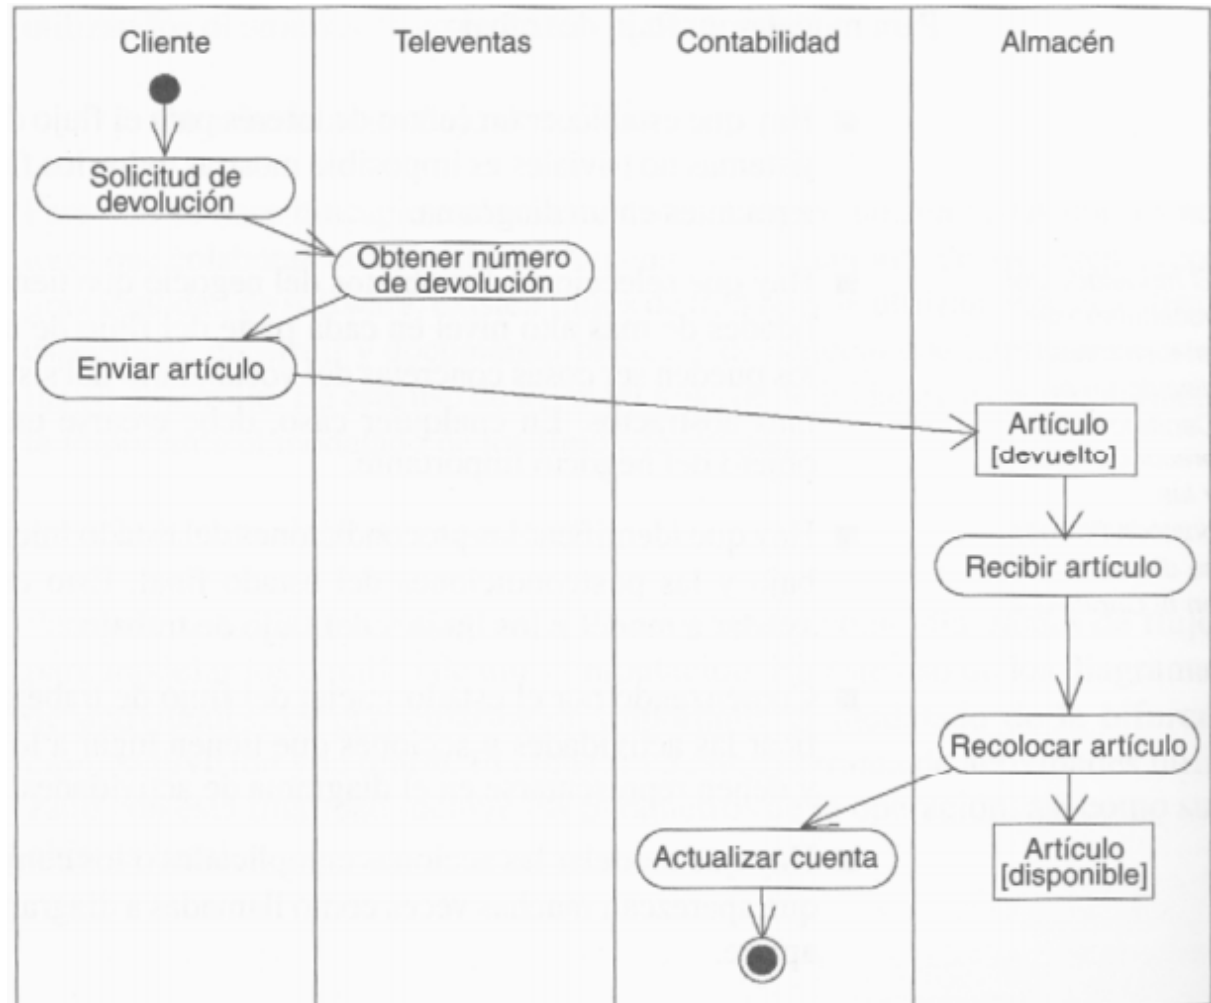 Cliente
Televentas
Contabilidad
Almacén
Solicitud de
devolución
Obtener número
de devolución
Enviar artículo
Artículo
[devuelto]
Recibir artículo
Recolocar artículo
Actualizar cuenta
Artículo
[disponible]